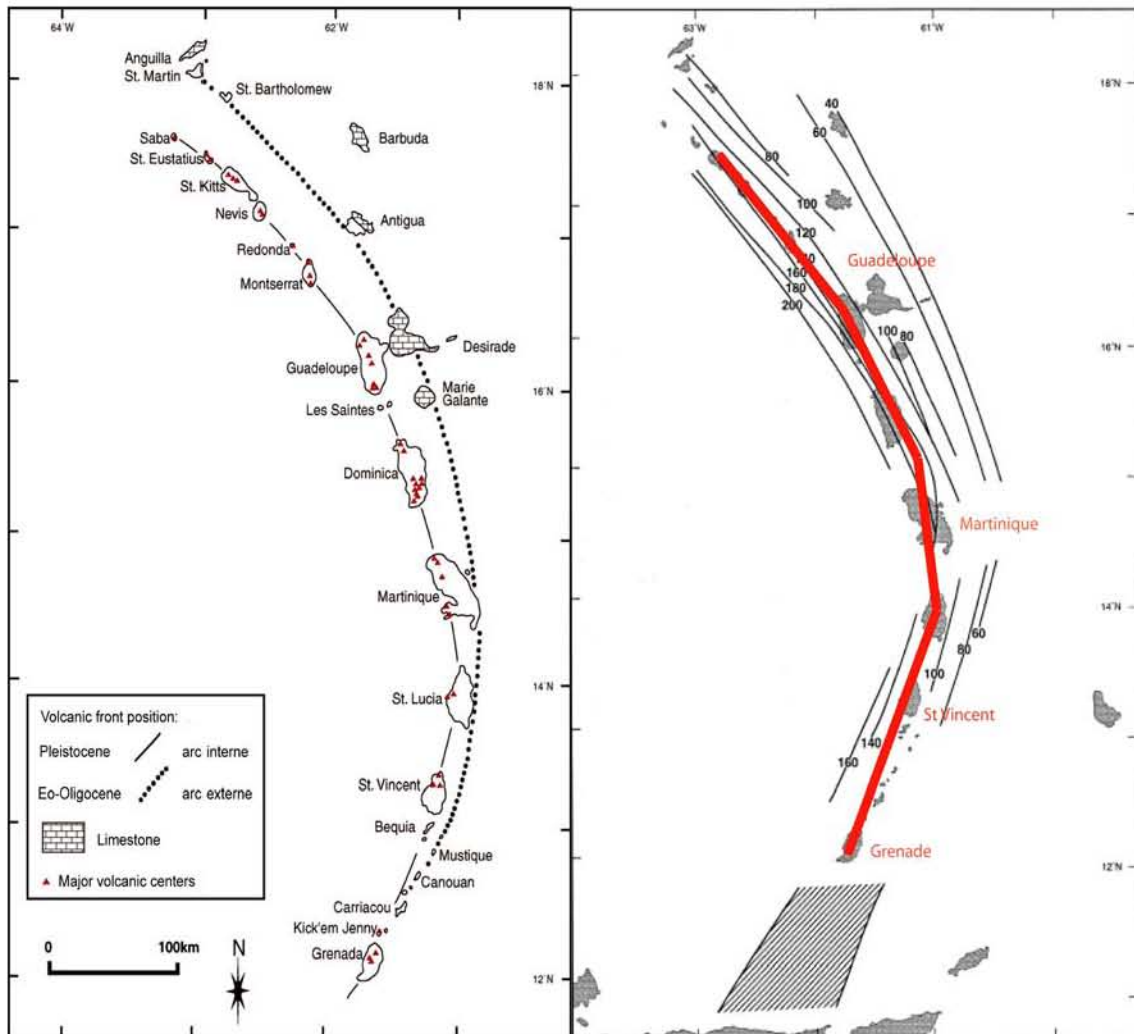 64˚W
62˚W
Anguilla
St. Martin
St. Bartholomew
18˚N
Saba
St. Eustatius
Barbuda
St. Kitts
Nevis
Antigua
Redonda
Montserrat
Desirade
Guadeloupe
Marie
Galante
16˚N
Les Saintes
Dominica
Martinique
St. Lucia
14˚N
St. Vincent
Bequia
Mustique
Canouan
Carriacou
Kick'em Jenny
Grenada
12˚N
Volcanic front position:
Pleistocene
arc interne
Eo-Oligocene
arc externe
Limestone
Major volcanic centers
0
100km
N
63˚W
61˚W
18˚N
40
60
80
100
120
160
180
200
Guadeloupe
100
80
16˚N
Martinique
14˚N
60
80
100
St Vincent
140
160
Grenade
12˚N